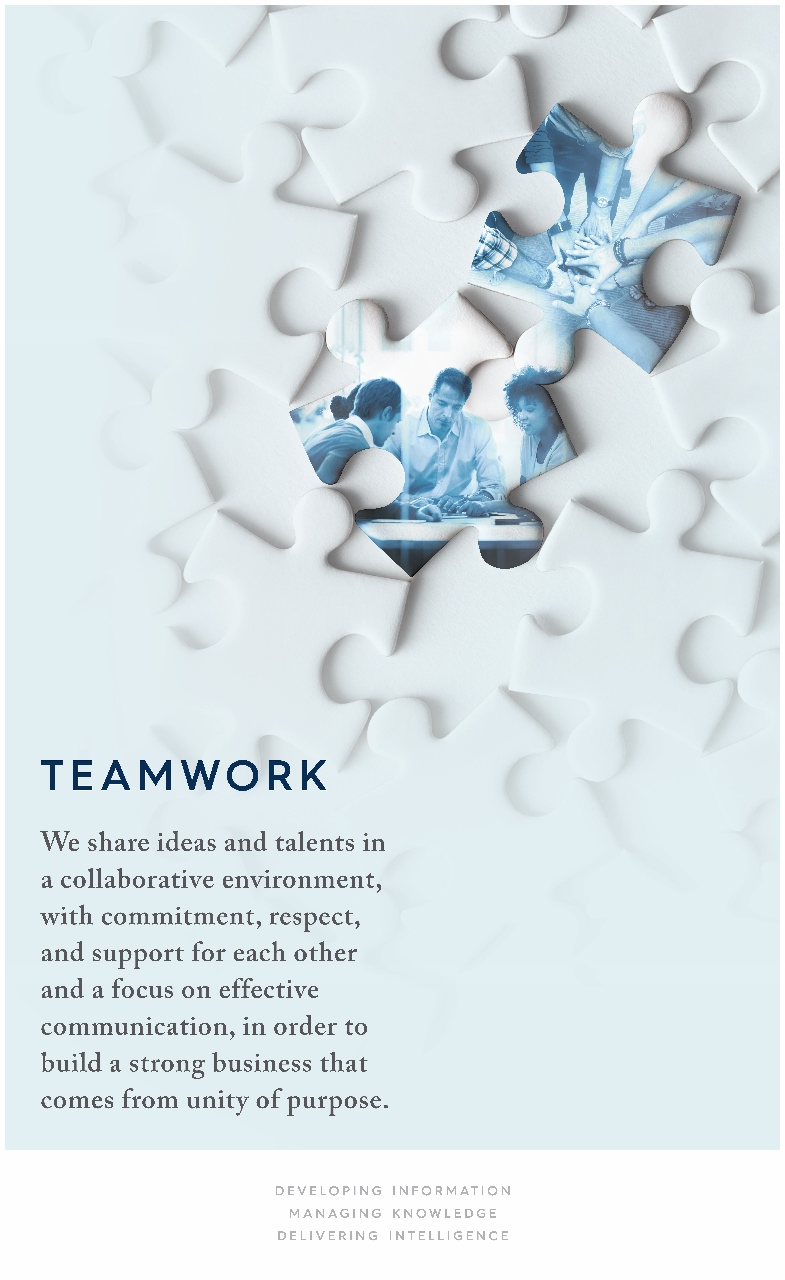 TEAMWORK
We share ideas and talents in
a collaborative environment,
with commitment, respect,
and support for each other
and a focus on effective
communication, in order to
build a strong business that
comes from unity of purpose.
DEVELOPING INFORMATION
MANAGING KNOWLEDGE
DELIVERING INTELLIGENCE